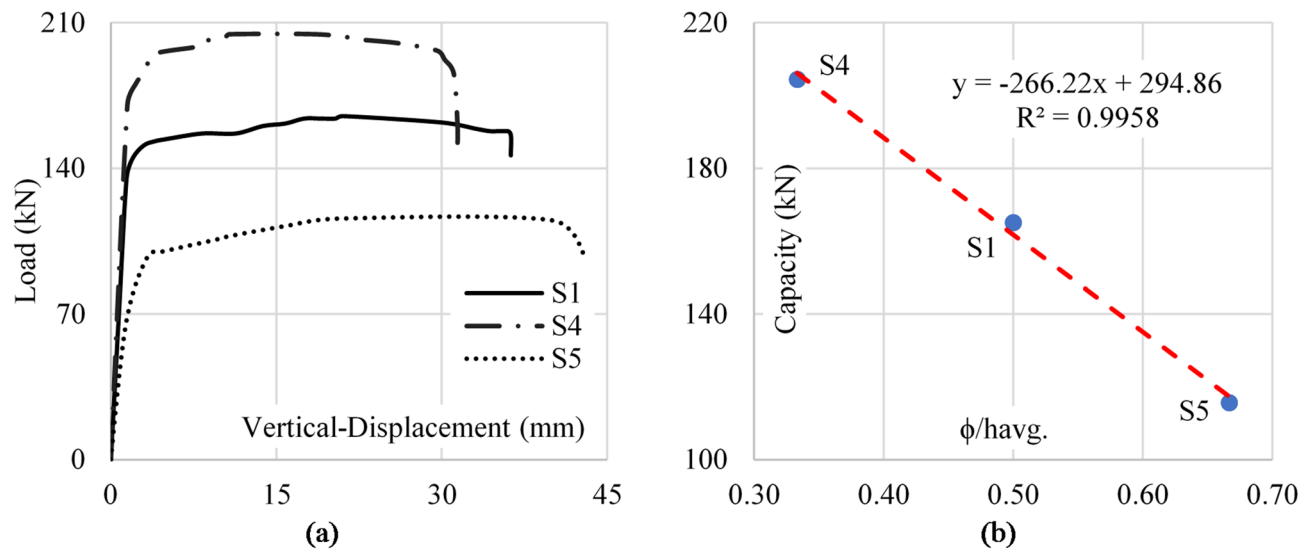 210
140
70
0
Load (kN)
S1
S4
S5
Vertical-Displacement (mm)
0
15
30
45
(a)
220
180
140
100
Capacity (kN)
S4
y = -266.22x + 294.86
R² = 0.9958
S1
S5
ϕ/havg.
0.30
0.40
0.50
0.60
0.70
(b)